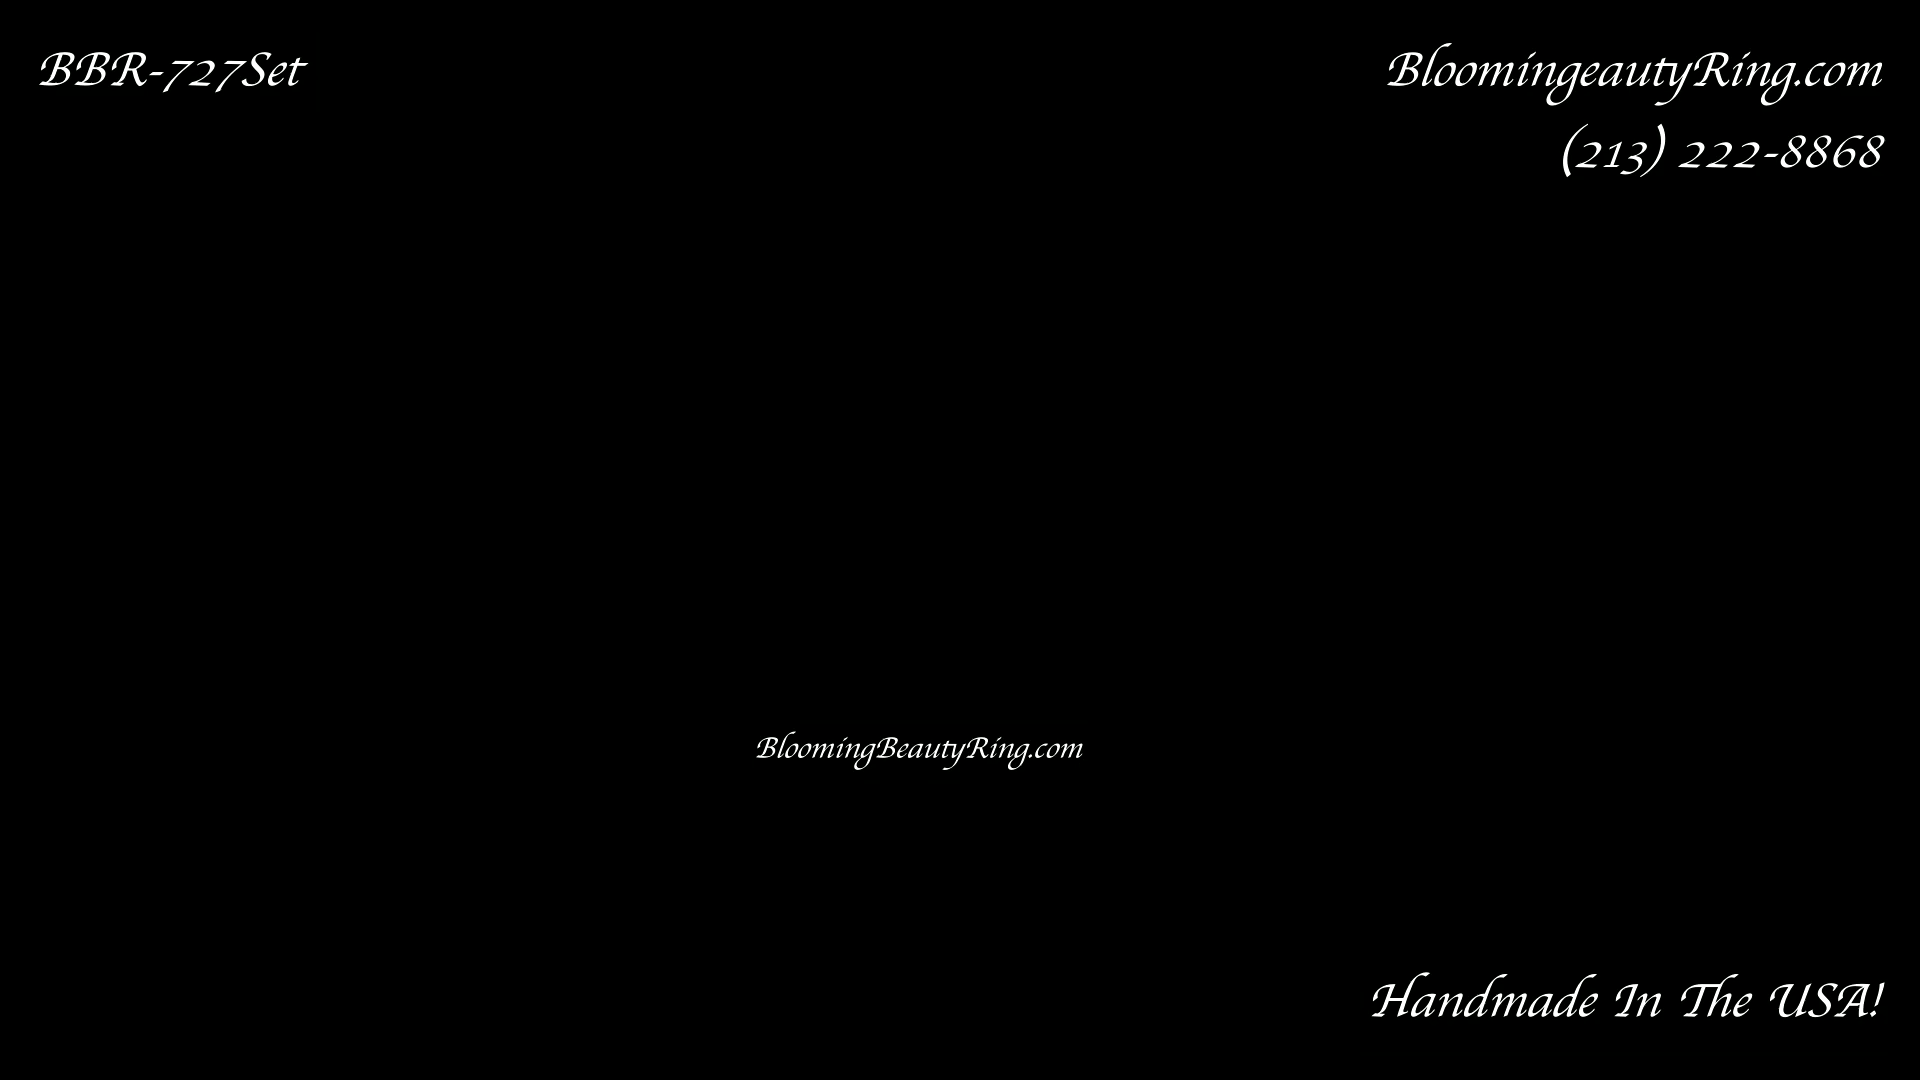 BBR-727Set
BloomingeautyRing.com
(213) 222-8868
BloomingBeautyRing.com
Handmade In The USA!